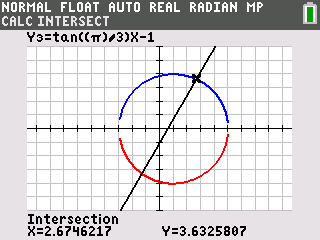 NORMAL FLOAT AUTO REAL RADIAN MP
CALC INTERSECT
Y3=tan((π)/3)X-1
Intersection
X=2.6746217 Y=3.6325807